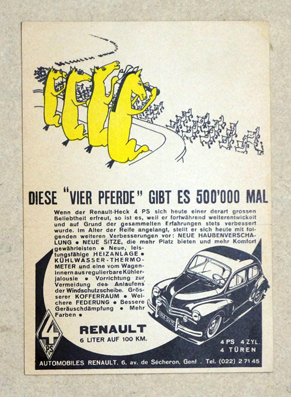 DIESE "VIER PFERDE" GIBT ES 500'000 MAL
Wenn der Renault-Heck 4 PS sich heute einer derart grossen
Beliebtheit erfreut, so ist es, weil er fortwährend weiterentwickelt
und auf Grund der gesammelten Erfahrungen stets verbessert
wurde. Im Alter der Reife angelangt, stellt er sich heute mit fol-
genden weiteren Verbesserungen vor: NEUE HAUBENVERSCHA-
LUNG • NEUE SITZE, die mehr Platz bieten und mehr Komfort
gewährleisten • Neue, leis-
tungsfähige HEIZANLAGE •
KÜHLWASSER-THERMO-
METER und eine vom Wagen-
innern aus regulierbare Kühler-
jalousie • Vorrichtung zur
Vermeidung des Anlaufens
der Windschutzscheibe. Grös-
serer KOFFERRAUM • Wei-
chere FEDERUNG • Bessere
Geräuschdämpfung • Mehr
Farben •
4
PS
RENAULT
6 LITER AUF 100 KM.
4 PS 4 ZYL
4 TÜREN
AUTOMOBILES RENAULT, 6, av. de Sécheron, Genf . Tel. (022) 2 71 45